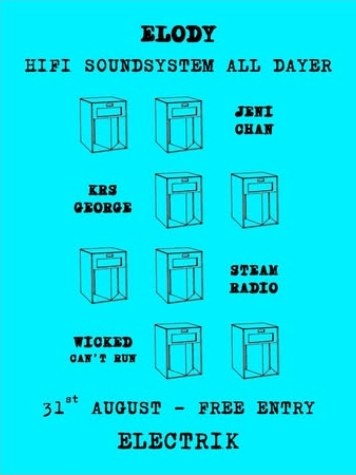 ELODY
HIFI SOUNDSYSTEM ALL DAYER
JENI
CHAN
KRS
GEORGE
STEAM
RADIO
WICKED
CAN'T RUN
31st AUGUST - FREE ENTRY
ELECTRIK